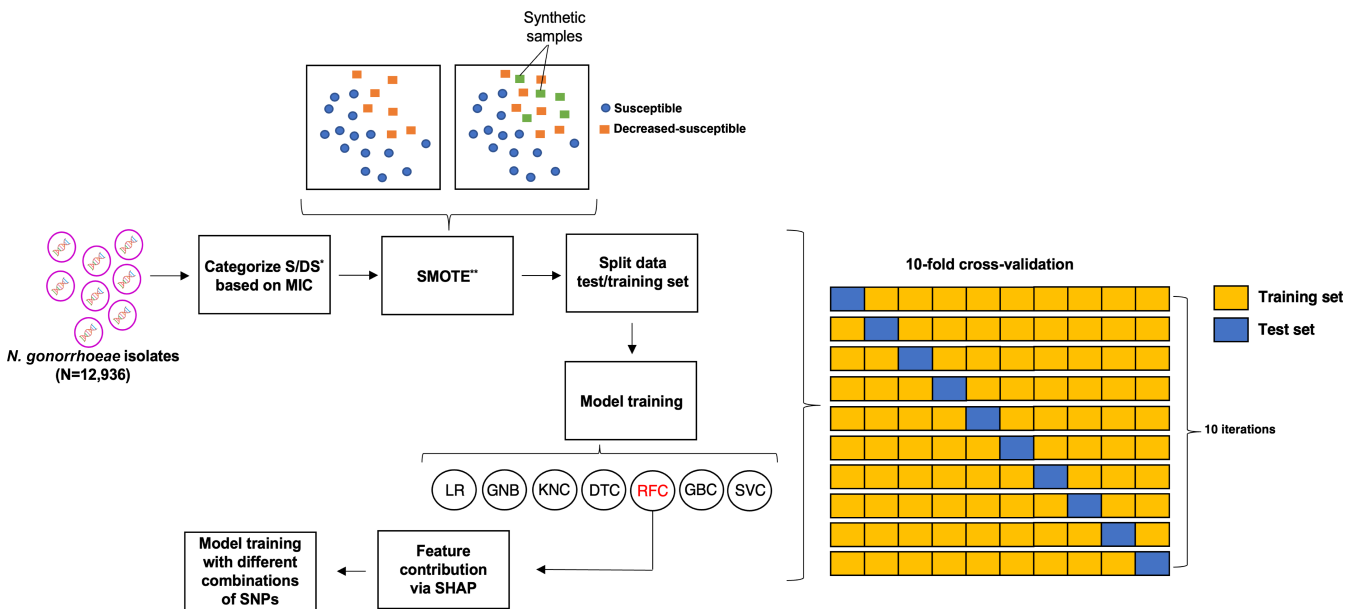 Synthetic
samples
Susceptible
Decreased-susceptible
N. gonorrhoeae isolates
(N=12,936)
Categorize S/DS*
based on MIC
SMOTE**
Split data
test/training set
Model training
LR
GNB
KNC
DTC
RFC
GBC
SVC
Feature
contribution
via SHAP
Model training
with different
combinations
of SNPs
10-fold cross-validation
Training set
Test set
10 iterations